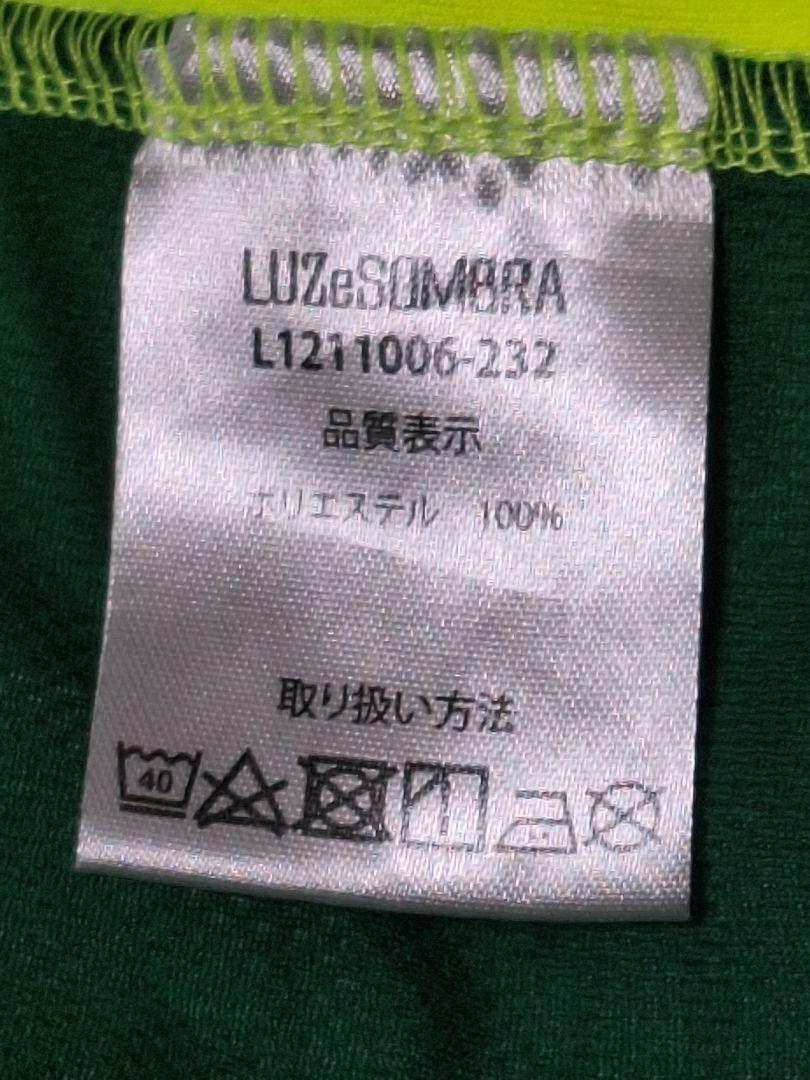 LUZeSOMBRA
L1211006-232
品質表示
ポリエステル 100%
取り扱い方法
40